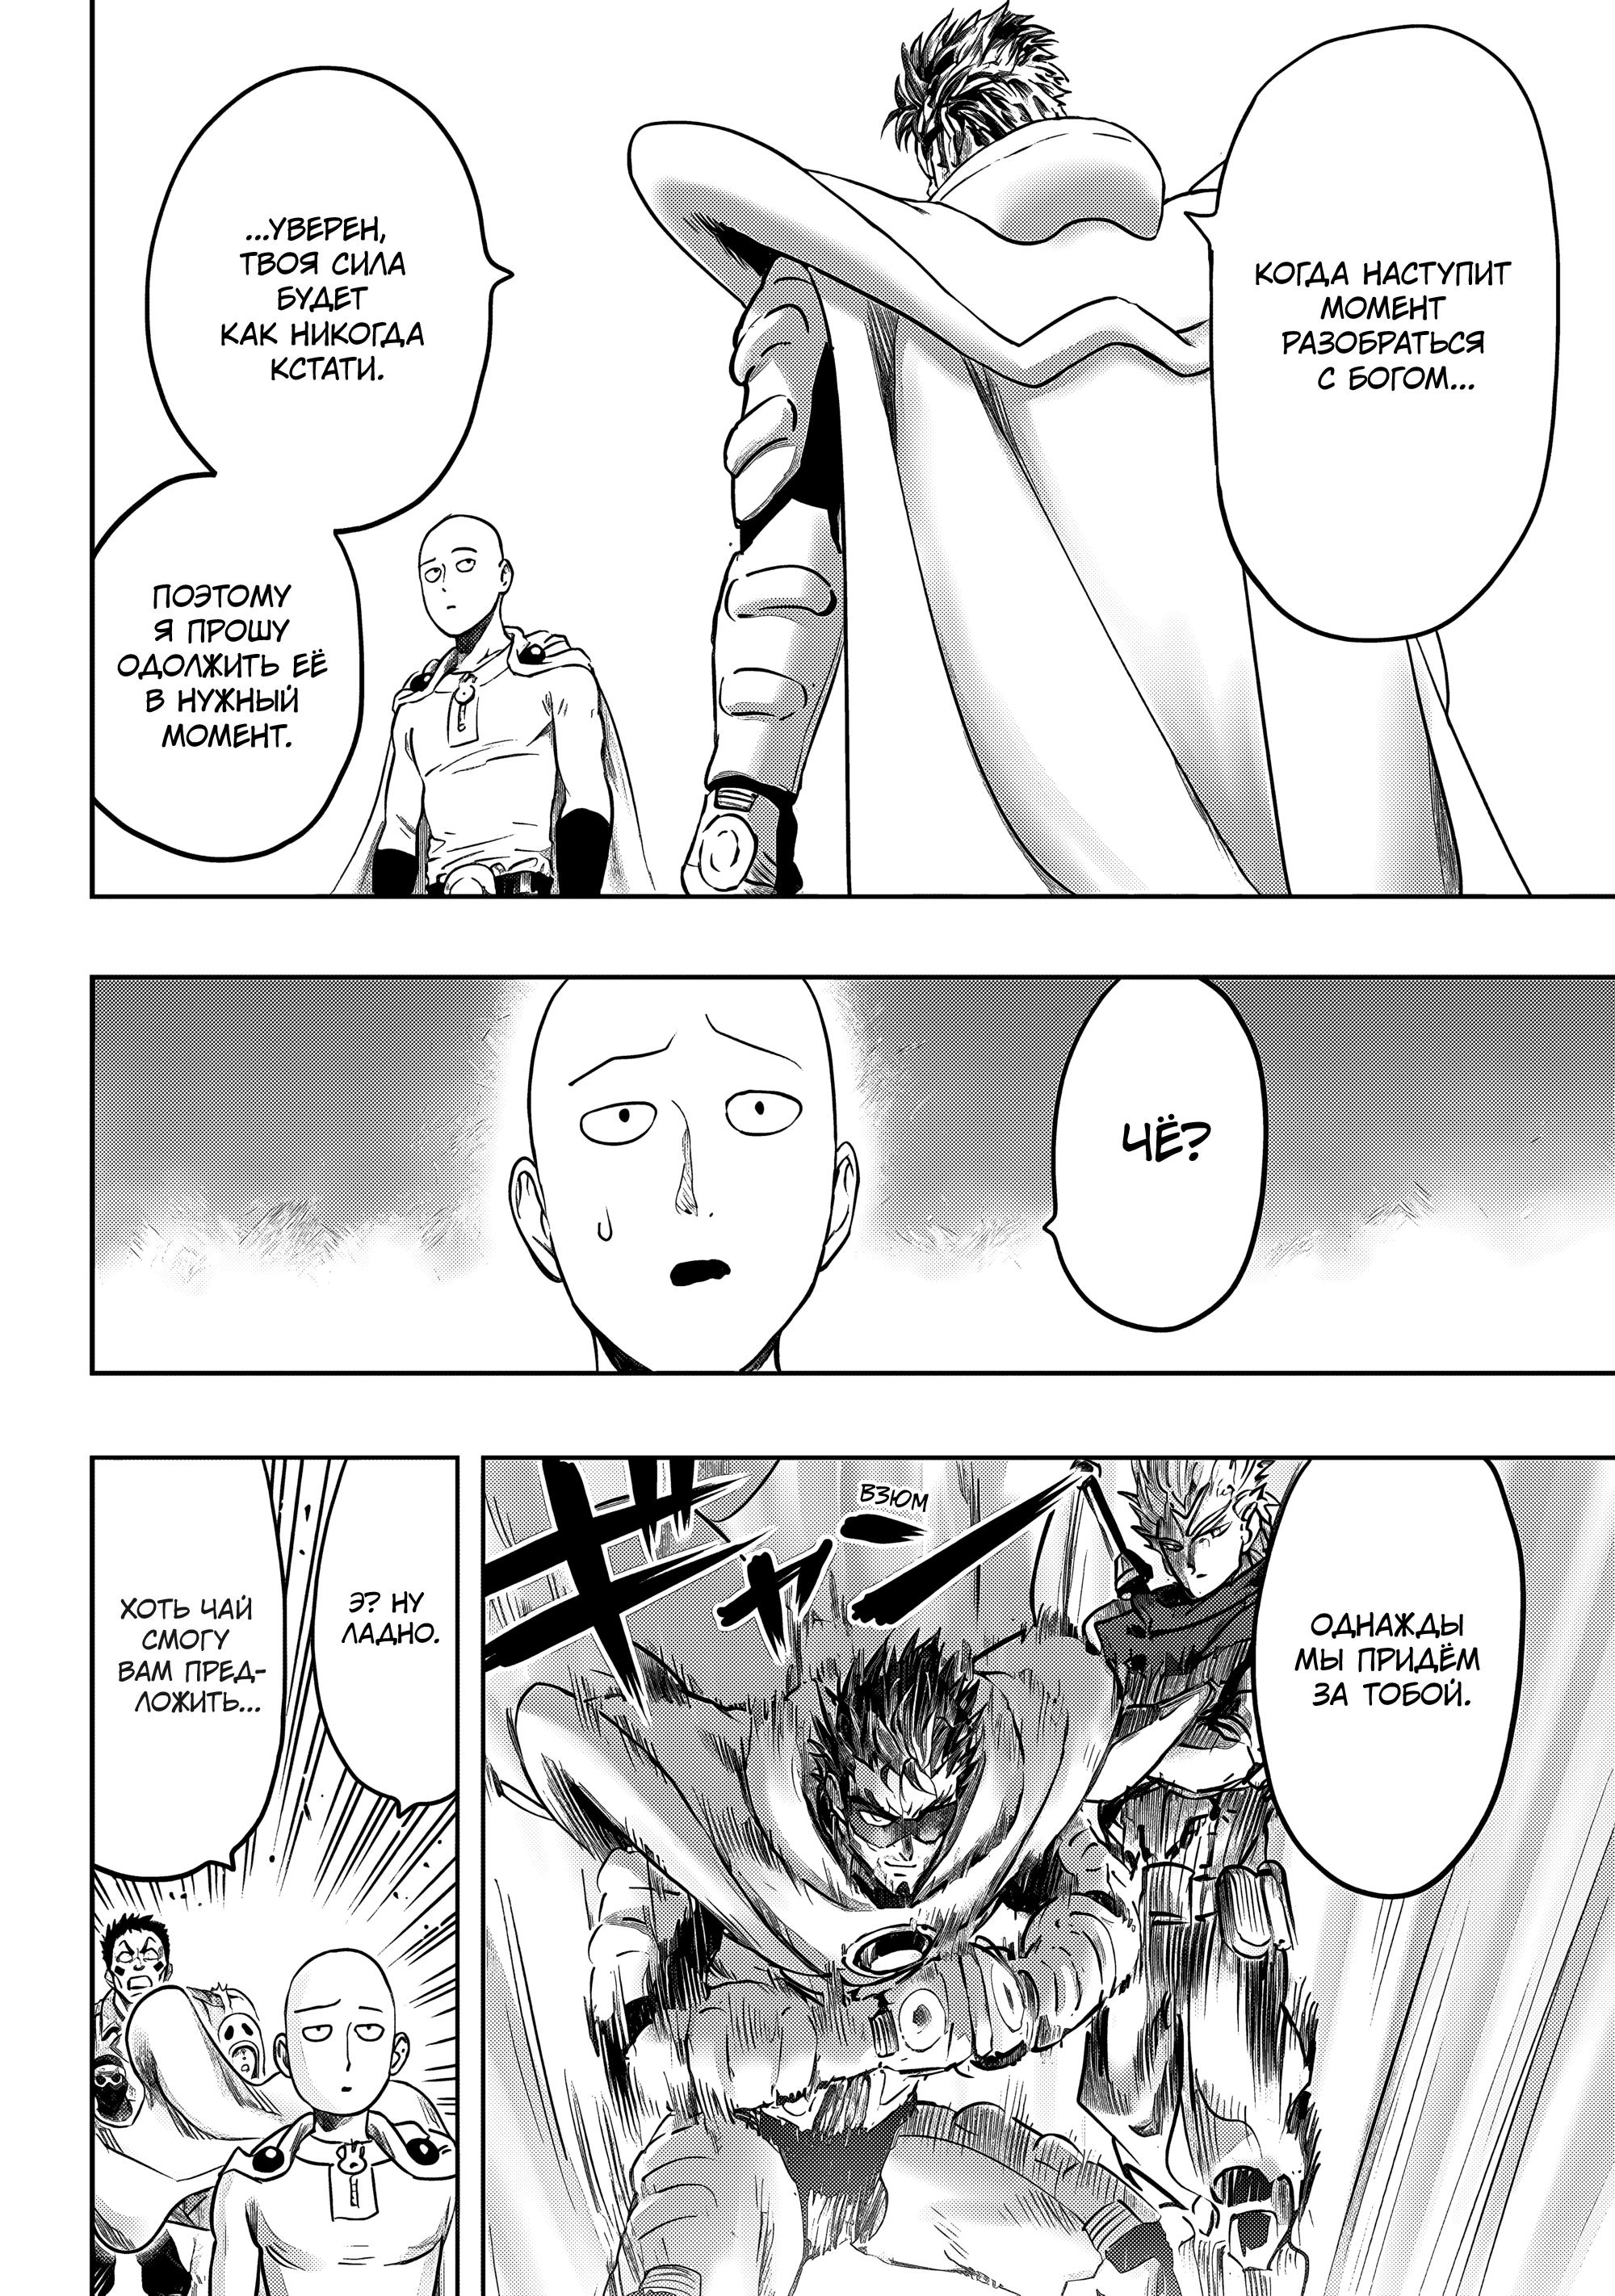 КОГДА НАСТУПИТ
МОМЕНТ
РАЗОБРАТЬСЯ
С БОГОМ...
...УВЕРЕН,
ТВОЯ СИЛА
БУДЕТ
КАК НИКОГДА
КСТАТИ.
ПОЭТОМУ
Я ПРОШУ
ОДОЛЖИТЬ ЕЁ
В НУЖНЫЙ
МОМЕНТ.
ЧЁ?
ОДНАЖДЫ
МЫ ПРИДЁМ
ЗА ТОБОЙ.
ВЗЮМ
Э? НУ
ЛАДНО.
ХОТЬ ЧАЙ
СМОГУ
ВАМ ПРЕД-
ЛОЖИТЬ...